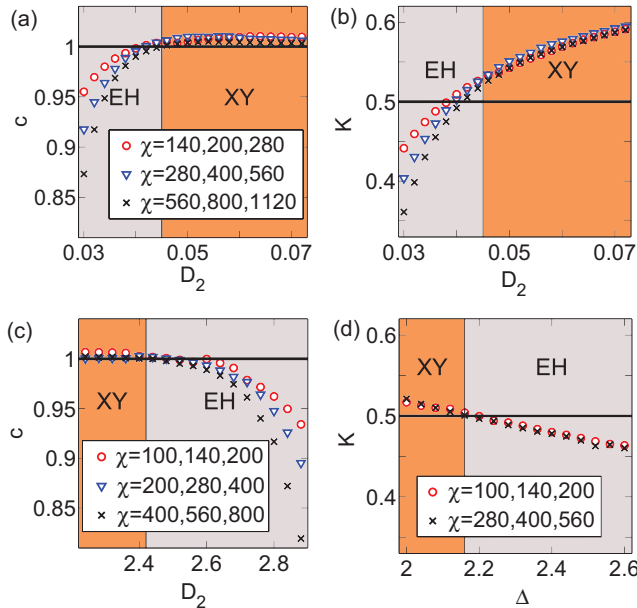 (a)
1
0.95
0.9
0.85
c
EH
XY
χ=140,200,280
χ=280,400,560
χ=560,800,1120
0.03
0.05
0.07
D2
(b)
0.6
0.5
0.4
K
EH
XY
0.03
0.05
0.07
D2
(c)
1
0.95
0.9
0.85
c
XY
EH
χ=100,140,200
χ=200,280,400
χ=400,560,800
2.4
2.6
2.8
D2
(d)
0.6
0.5
0.4
K
XY
EH
χ=100,140,200
χ=280,400,560
2
2.2
2.4
2.6
Δ